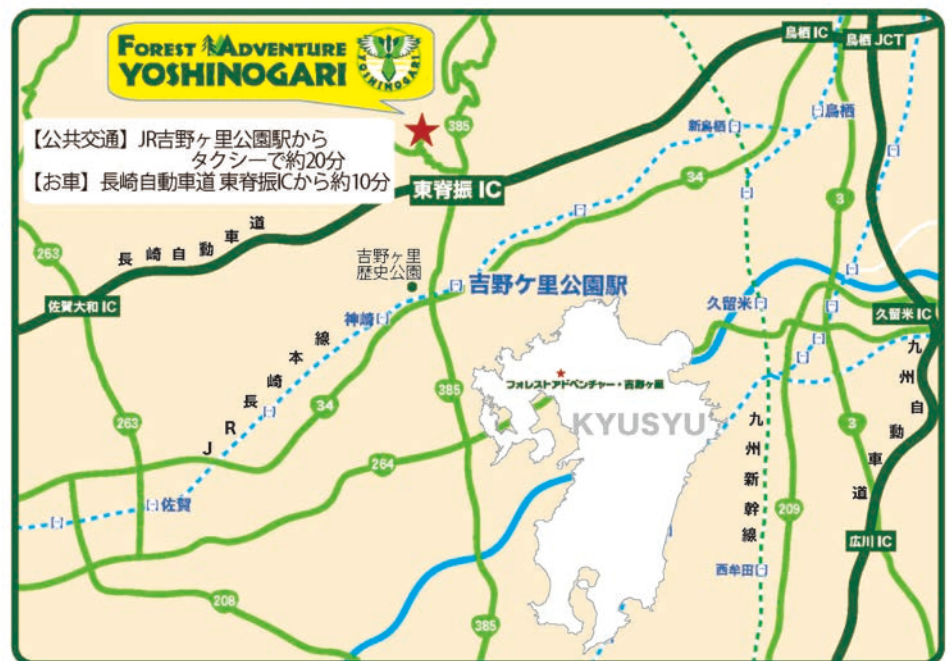 FOREST ADVENTURE
YOSHINOGARI
YOSHINOGARI
【公共交通】JR吉野ヶ里公園駅から
タクシーで約20分
【お車】長崎自動車道 東脊振ICから約10分
鳥栖 IC
鳥栖 JCT
385
鳥栖
新鳥栖
34
東脊振 IC
3
263
長崎自動車道
吉野ヶ里
歴史公園
吉野ケ里公園駅
佐賀大和 IC
神崎
久留米
久留米 IC
JR長崎本線
九州自動車道
フォレストアドベンチャー・吉野ヶ里
385
34
KYUSYU
263
3
264
九州新幹線
佐賀
209
広川 IC
西牟田
208
385